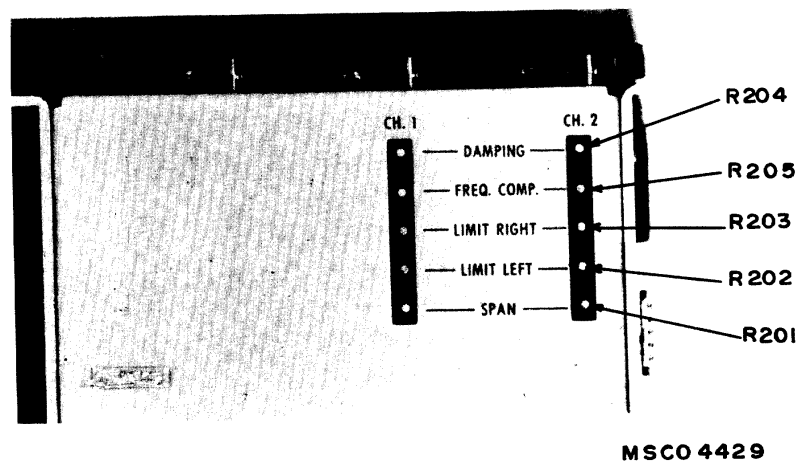 R204
CH. 1 CH. 2
DAMPING
R205
FREQ. COMP.
R203
LIMIT RIGHT
LIMIT LEFT
R202
SPAN
R201
MSCO 4429